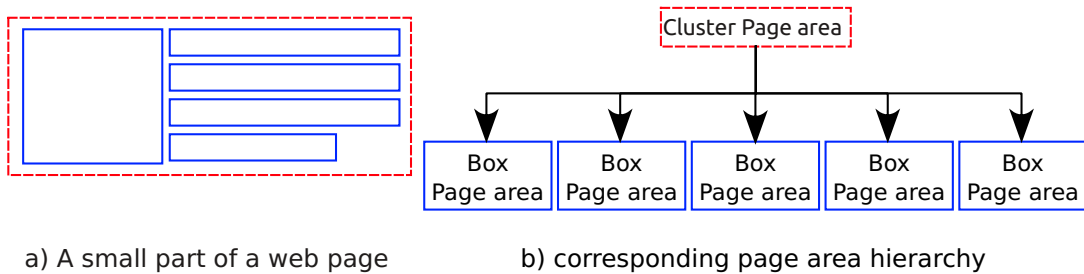 Cluster Page area
Box
Page area
Box
Page area
Box
Page area
Box
Page area
Box
Page area
a) A small part of a web page
b) corresponding page area hierarchy